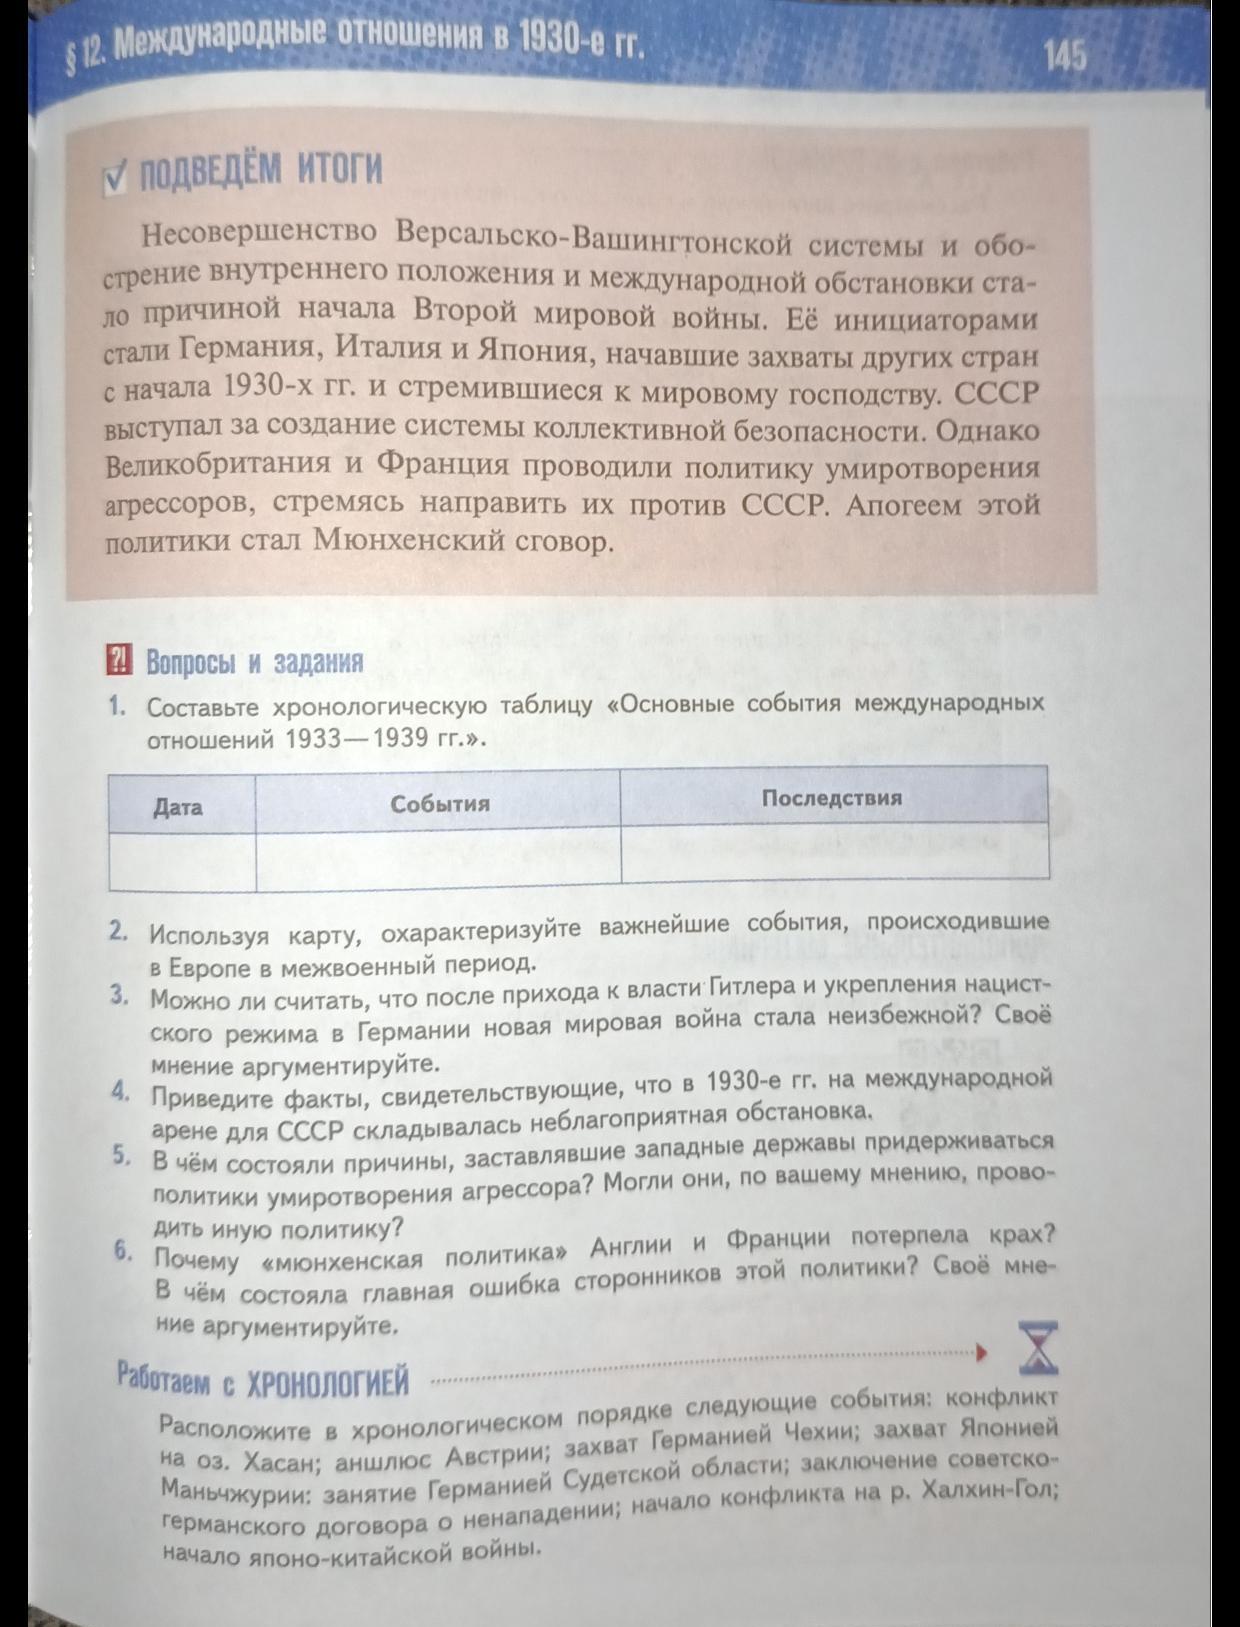 § 12. Международные отношения в 1930-е гг.
145
ПОДВЕДЁМ ИТОГИ
Несовершенство Версальско-Вашингтонской системы и обо-
стрение внутреннего положения и международной обстановки ста-
ло причиной начала Второй мировой войны. Её инициаторами
стали Германия, Италия и Япония, начавшие захваты других стран
с начала 1930-х гг. и стремившиеся к мировому господству. СССР
выступал за создание системы коллективной безопасности. Однако
Великобритания и Франция проводили политику умиротворения
агрессоров, стремясь направить их против СССР. Апогеем этой
политики стал Мюнхенский сговор.
?! Вопросы и задания
1. Составьте хронологическую таблицу «Основные события международных
отношений 1933—1939 гг.».
Дата События Последствия
2. Используя карту, охарактеризуйте важнейшие события, происходившие
в Европе в межвоенный период.
3. Можно ли считать, что после прихода к власти Гитлера и укрепления нацист-
ского режима в Германии новая мировая война стала неизбежной? Своё
мнение аргументируйте.
4. Приведите факты, свидетельствующие, что в 1930-е гг. на международной
арене для СССР складывалась неблагоприятная обстановка.
5. В чём состояли причины, заставлявшие западные державы придерживаться
политики умиротворения агрессора? Могли они, по вашему мнению, прово-
дить иную политику?
6. Почему «мюнхенская политика» Англии и Франции потерпела крах?
В чём состояла главная ошибка сторонников этой политики? Своё мне-
ние аргументируйте.
Работаем с ХРОНОЛОГИЕЙ
Расположите в хронологическом порядке следующие события: конфликт
на оз. Хасан; аншлюс Австрии; захват Германией Чехии; захват Японией
Маньчжурии: занятие Германией Судетской области; заключение советско-
германского договора о ненападении; начало конфликта на р. Халхин-Гол;
начало японо-китайской войны.